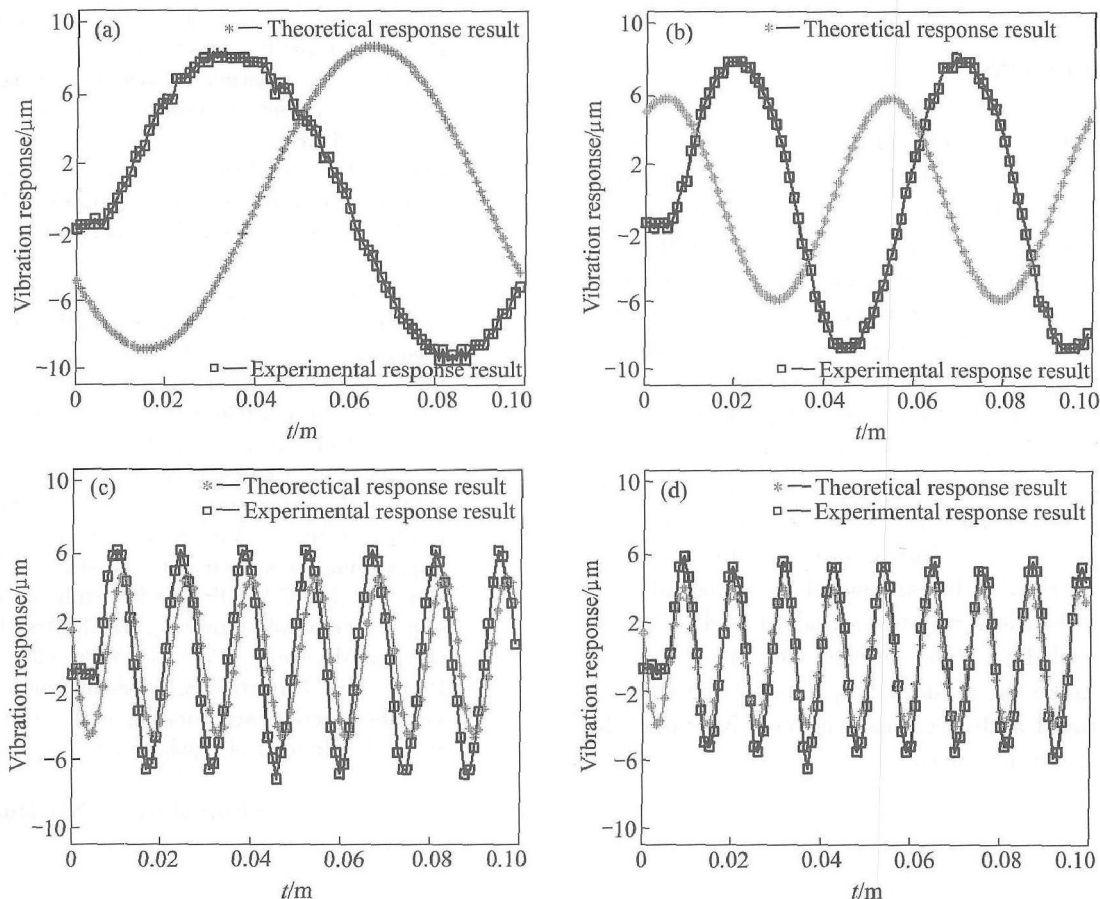 (a)
Theoretical response result
10
6
2
−2
−6
−10
Vibration response/μm
Experimental response result
0
0.02
0.04
0.06
0.08
0.10
t/m
(b)
Theoretical response result
10
6
2
−2
−6
−10
Vibration response/μm
Experimental response result
0
0.02
0.04
0.06
0.08
0.10
t/m
(c)
Theorectical response result
Experimental response result
10
6
2
−2
−6
−10
Vibration response/μm
0
0.02
0.04
0.06
0.08
0.10
t/m
(d)
Theoretical response result
Experimental response result
10
6
2
−2
−6
−10
Vibration response/μm
0
0.02
0.04
0.06
0.08
0.10
t/m